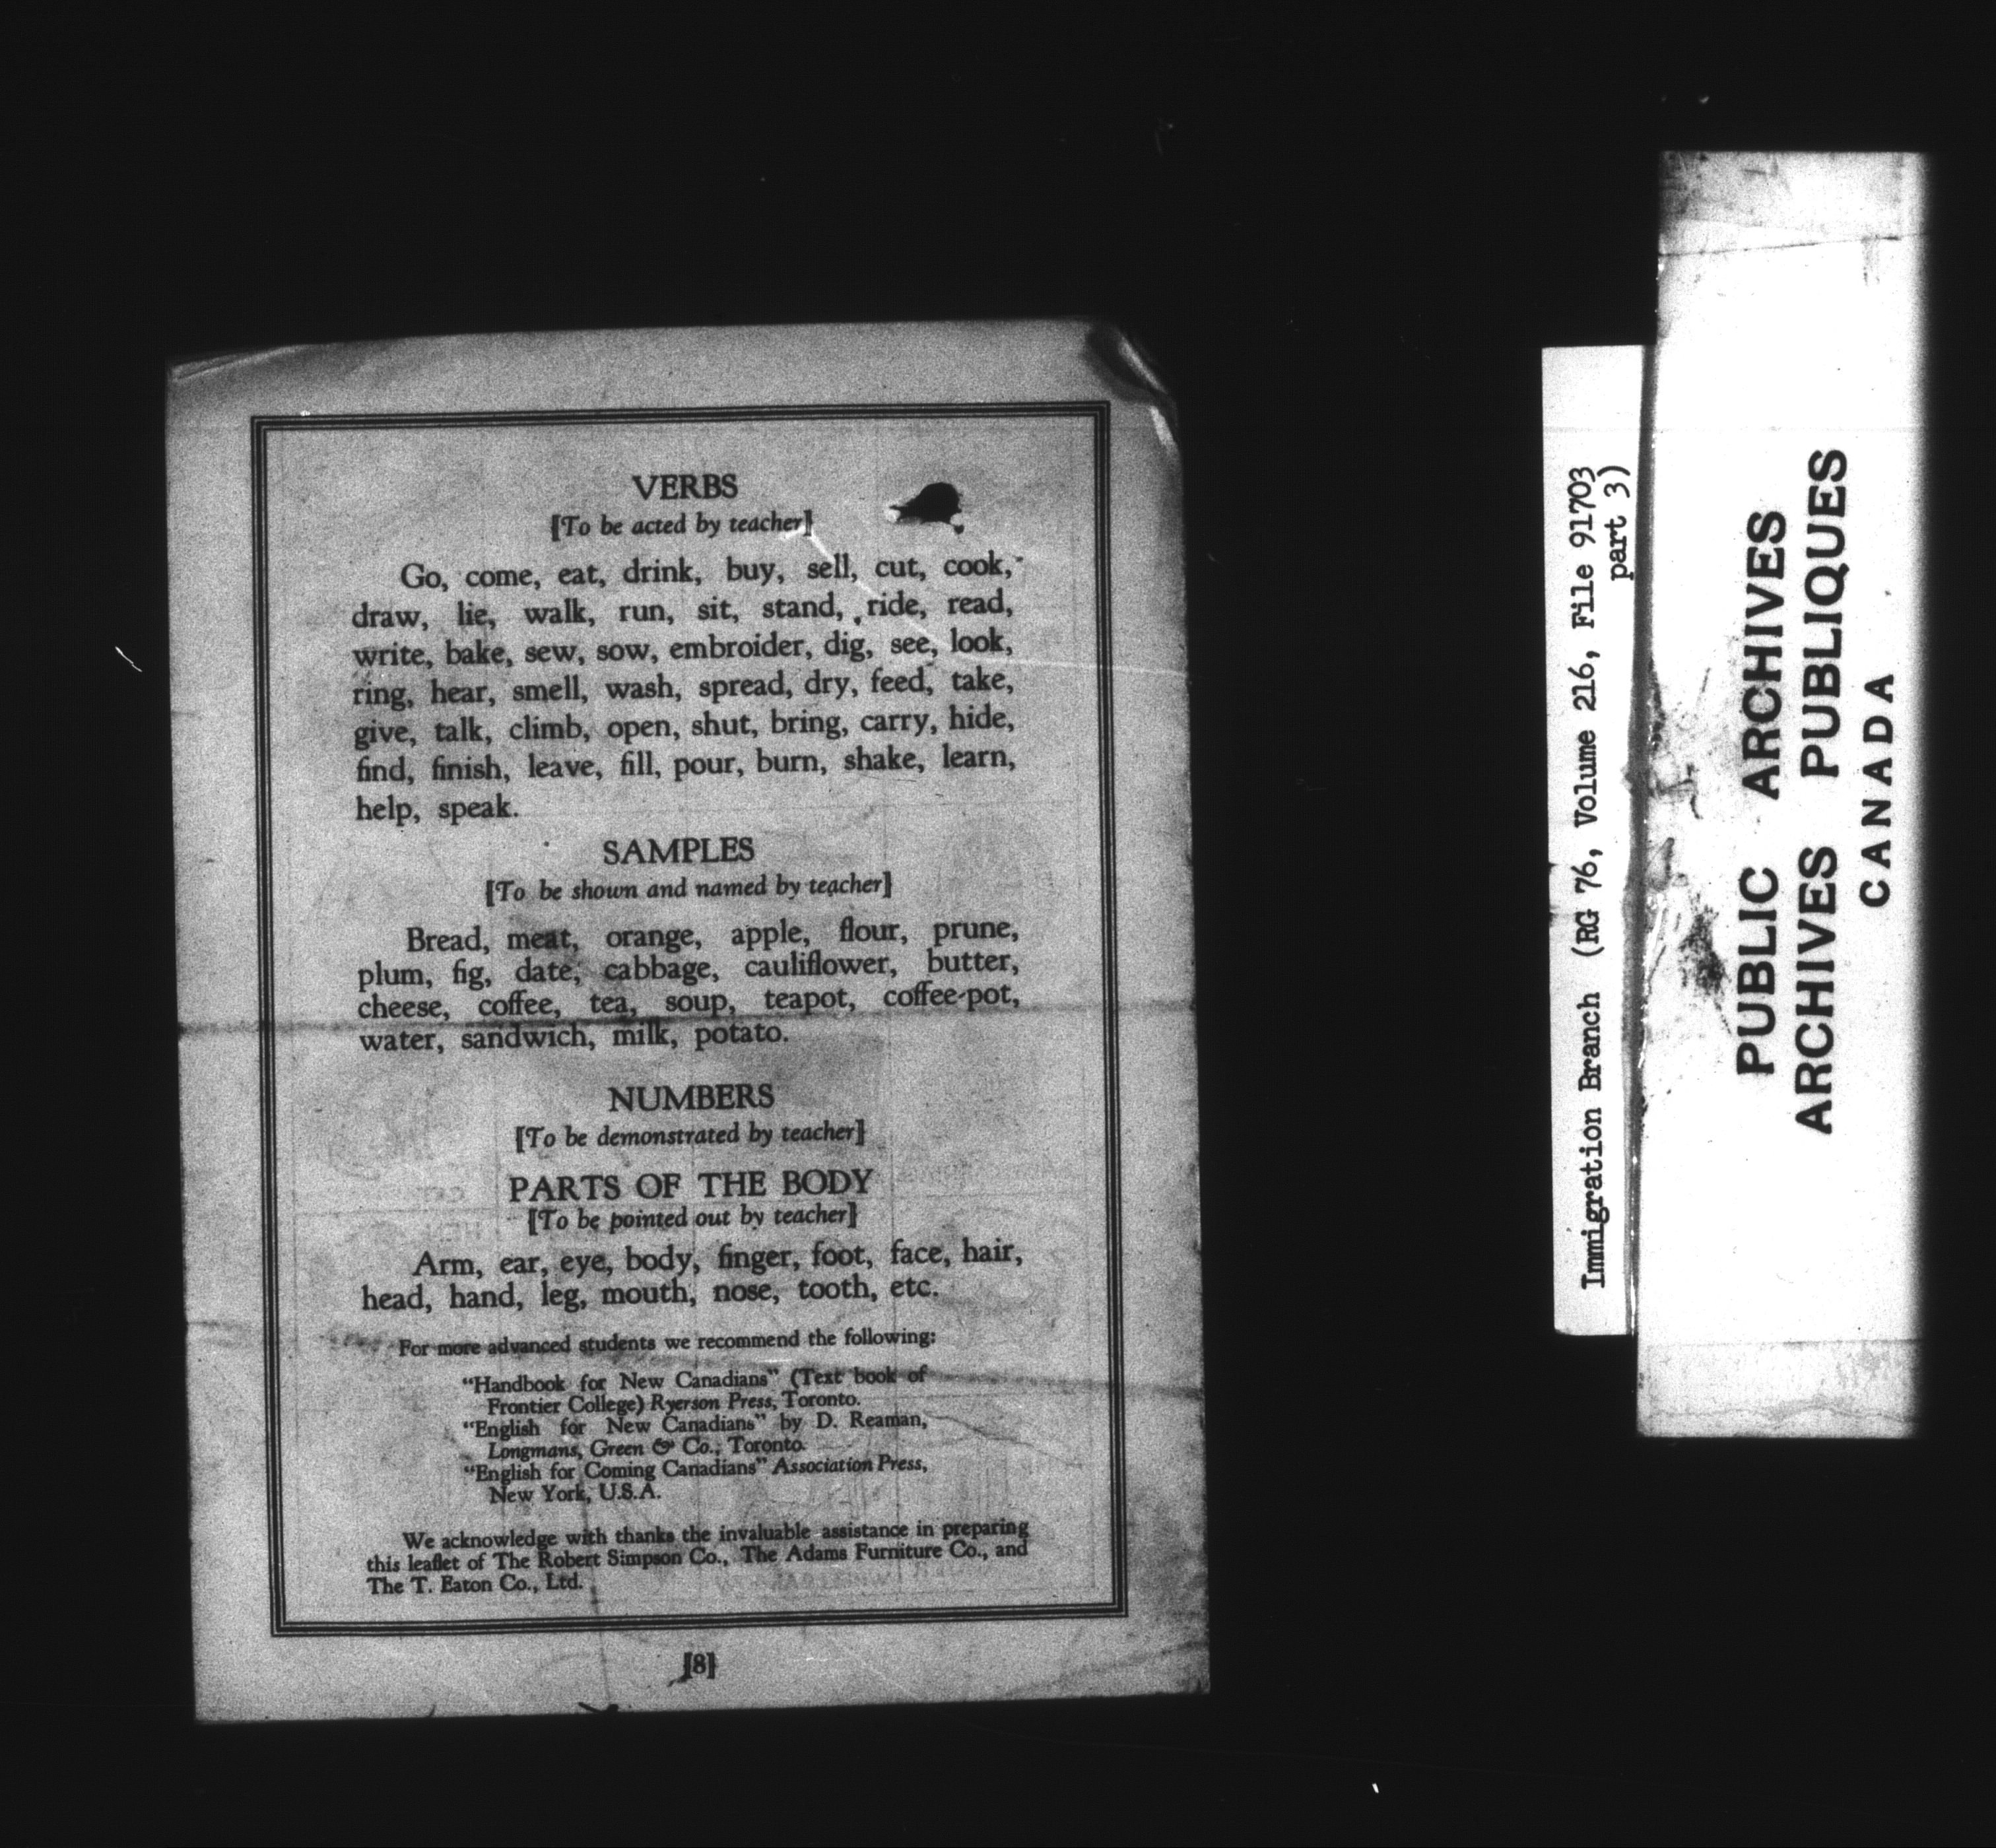 VERBS
[To be acted by teacher]
Go, come, eat, drink, buy, sell, cut, cook,
draw, lie, walk, run, sit, stand, ride, read,
write, bake, sew, sow, embroider, dig, see, look,
ring, hear, smell, wash, spread, dry, feed, take,
give, talk, climb, open, shut, bring, carry, hide,
find, finish, leave, fill, pour, burn, shake, learn,
help, speak.
SAMPLES
[To be shown and named by teacher]
Bread, meat, orange, apple, flour, prune,
plum, fig, date, cabbage, cauliflower, butter,
cheese, coffee, tea, soup, teapot, coffee-pot,
water, sandwich, milk, potato.
NUMBERS
[To be demonstrated by teacher]
PARTS OF THE BODY
[To be pointed out by teacher]
Arm, ear, eye, body, finger, foot, face, hair,
head, hand, leg, mouth, nose, tooth, etc.
For more advanced students we recommend the following:
"Handbook for New Canadians" (Text book of
Frontier College) Ryerson Press, Toronto.
"English for New Canadians" by D. Reaman,
Longmans, Green & Co., Toronto.
"English for Coming Canadians" Association Press,
New York, U.S.A.
We acknowledge with thanks the invaluable assistance in preparing
this leaflet of The Robert Simpson Co., The Adams Furniture Co., and
The T. Eaton Co., Ltd.
[8]
Immigration Branch (RG 76, Volume 216, File 91703
part 3)
PUBLIC ARCHIVES
ARCHIVES PUBLIQUES
CANADA